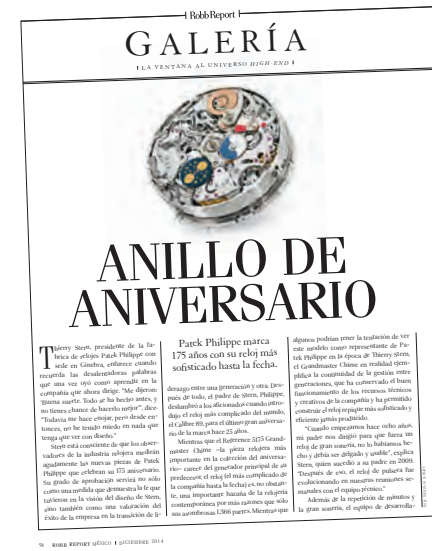 Robb Report
GALERÍA
LA VENTANA AL UNIVERSO HIGH-END
ANILLO DE
ANIVERSARIO
Thierry Stern, presidente de la fá-
brica de relojes Patek Philippe con
sede en Ginebra, enfurece cuando
recuerda las desalentadoras palabras
que una vez oyó como aprendiz en la
compañía que ahora dirige. "Me dijeron:
'Buena suerte. Todo se ha hecho antes, y
no tienes chance de hacerlo mejor'", dice.
"Todavía me hace enojar, pero desde en-
tonces, no he tenido miedo en nada que
tenga que ver con diseño."
Stern está consciente de que los obser-
vadores de la industria relojera medirán
agudamente las nuevas piezas de Patek
Philippe que celebran su 175 aniversario.
Su grado de aprobación servirá no sólo
como una medida que demuestra la fe que
tuvieron en la visión del diseño de Stern,
sino también como una valoración del
éxito de la empresa en la transición de li-
Patek Philippe marca
175 años con su reloj más
sofisticado hasta la fecha.
derazgo entre una generación y otra. Des-
pués de todo, el padre de Stern, Philippe,
deslumbró a los aficionados cuando intro-
dujo el reloj más complicado del mundo,
el Calibre 89, para el último gran aniversa-
rio de la marca hace 25 años.
Mientras que el Reference 5175 Grand-
master Chime –la pieza relojera más
importante en la colección del aniversa-
rio– carece del generador principal de su
predecesor, el reloj (el más complicado de
la compañía hasta la fecha) es, no obstan-
te, una importante hazaña de la relojería
contemporánea por más razones que sólo
sus asombrosas 1,366 partes. Mientras que
algunos podrían tener la tentación de ver
este modelo como representante de Pa-
tek Philippe en la época de Thierry Stern,
el Grandmaster Chime en realidad ejem-
plifica la continuidad de la gestión entre
generaciones, que ha conservado el buen
funcionamiento de los recursos técnicos
y creativos de la compañía y ha permitido
construir el reloj repique más sofisticado y
eficiente jamás producido.
"Cuando empezamos hace ocho años,
mi padre nos dirigió para que fuera un
reloj de gran sonería, no lo habíamos he-
cho y debía ser delgado y usable", explica
Stern, quien sucedió a su padre en 2009.
"Después de eso, el reloj de pulsera fue
evolucionando en nuestras reuniones se-
manales con el equipo técnico."
Además de la repetición de minutos y
la gran sonería, el equipo de desarrolla-
78 ROBB REPORT MÉXICO | DICIEMBRE 2014